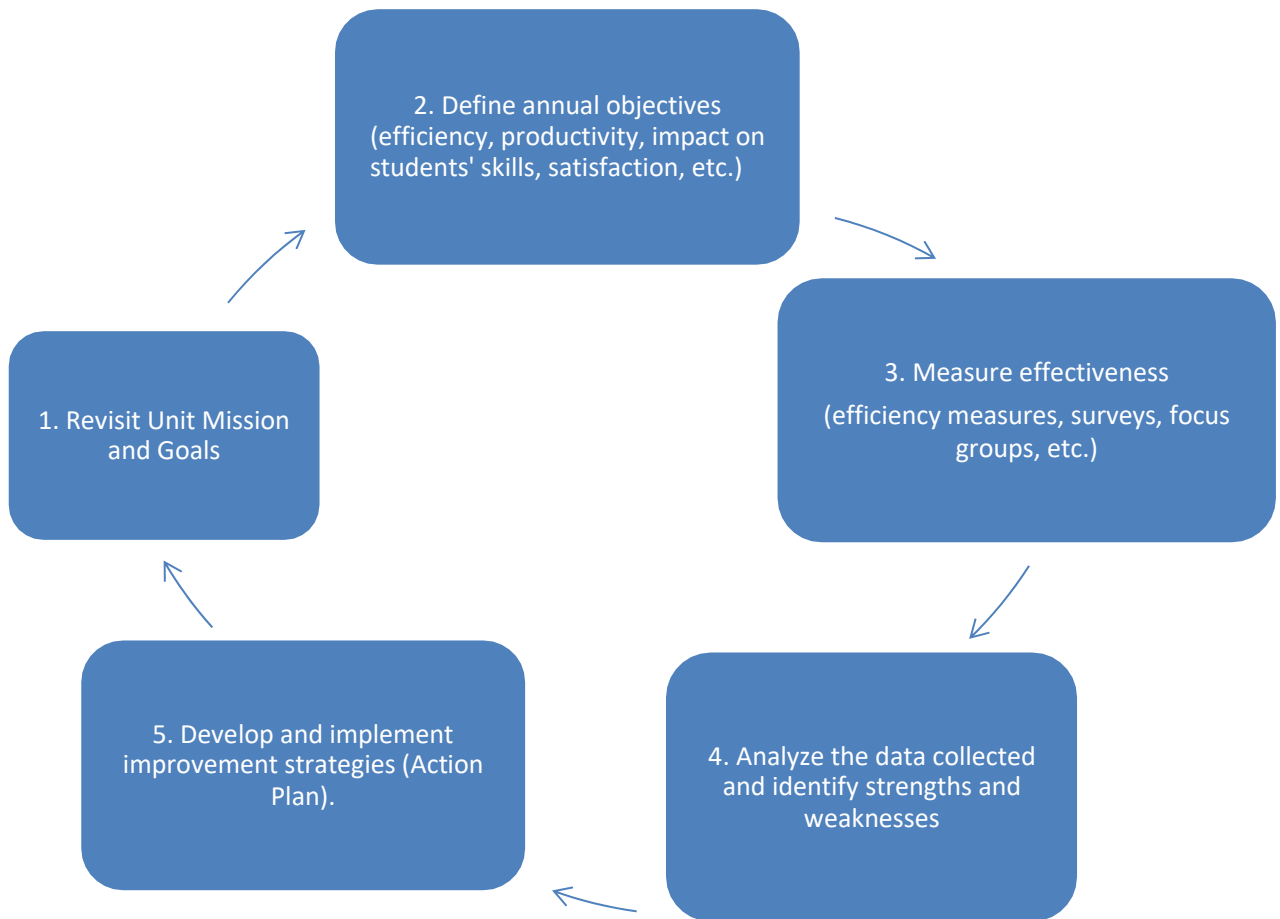 2. Define annual objectives
(efficiency, productivity, impact on
students' skills, satisfaction, etc.)
3. Measure effectiveness
(efficiency measures, surveys, focus
groups, etc.)
1. Revisit Unit Mission
and Goals
5. Develop and implement
improvement strategies (Action
Plan).
4. Analyze the data collected
and identify strengths and
weaknesses